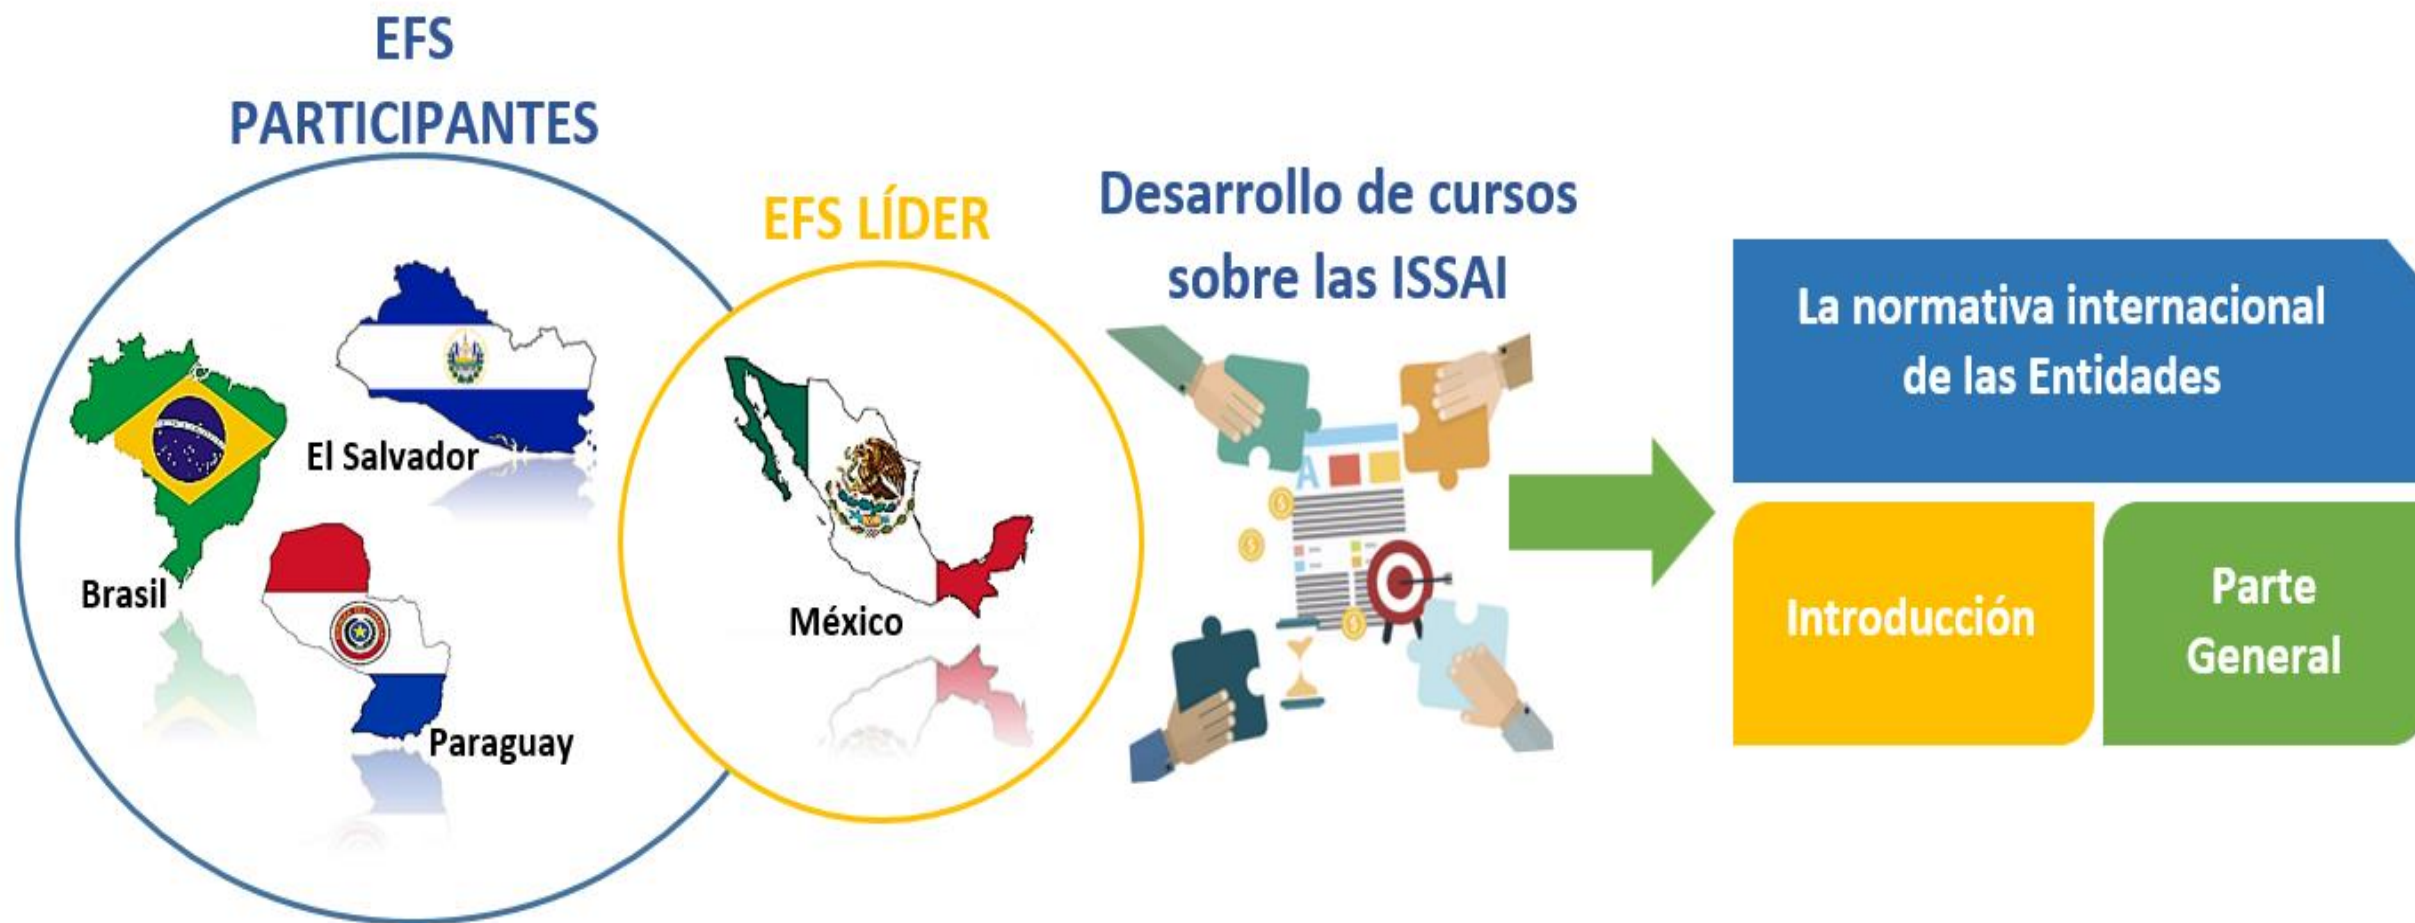 EFS
PARTICIPANTES
EFS LÍDER
Desarrollo de cursos
sobre las ISSAI
El Salvador
Brasil
Paraguay
México
A
La normativa internacional
de las Entidades
Introducción
Parte
General